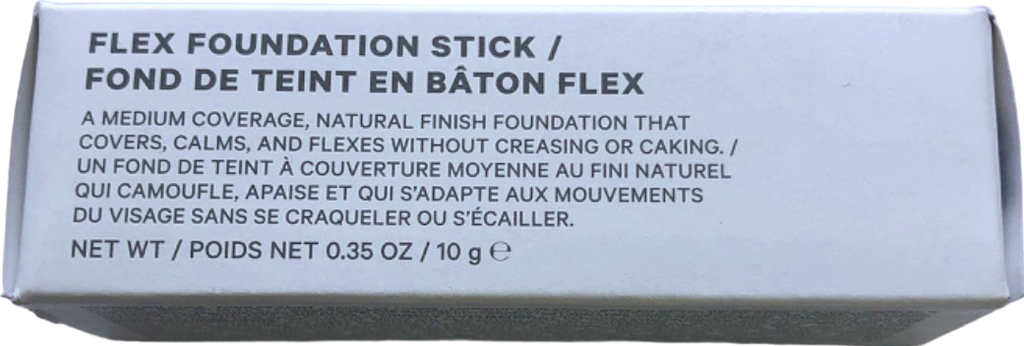 FLEX FOUNDATION STICK /
FOND DE TEINT EN BÂTON FLEX
A MEDIUM COVERAGE, NATURAL FINISH FOUNDATION THAT
COVERS, CALMS, AND FLEXES WITHOUT CREASING OR CAKING. /
UN FOND DE TEINT À COUVERTURE MOYENNE AU FINI NATUREL
QUI CAMOUFLE, APAISE ET QUI S'ADAPTE AUX MOUVEMENTS
DU VISAGE SANS SE CRAQUELER OU S'ÉCAILLER.
NET WT / POIDS NET 0.35 OZ / 10 g ℮